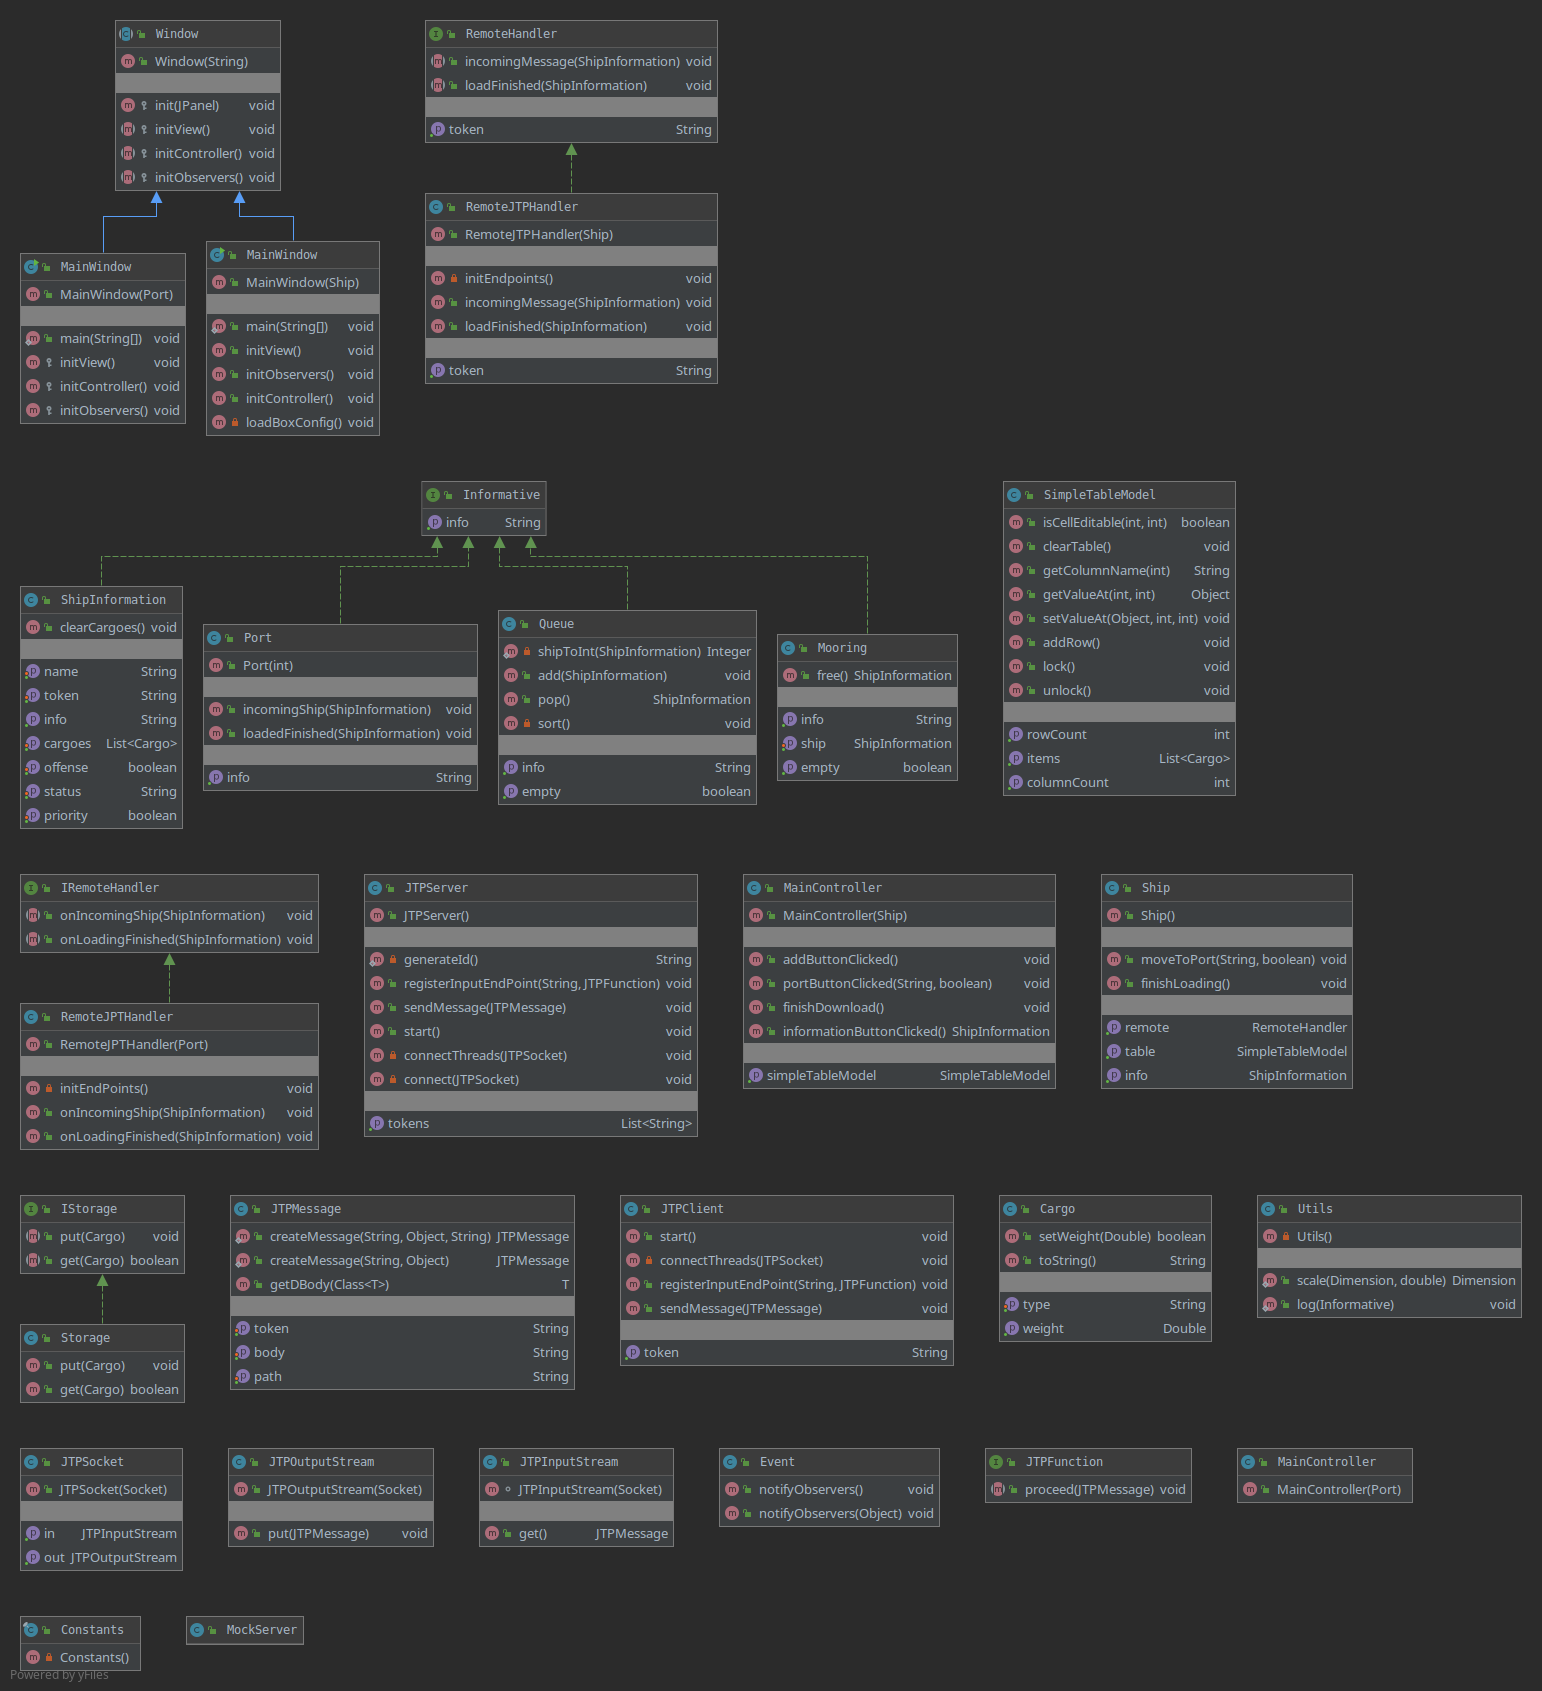 Window
Window(String)
init(JPanel) void
initView() void
initController() void
initObservers() void
RemoteHandler
incomingMessage(ShipInformation) void
loadFinished(ShipInformation) void
token String
MainWindow
MainWindow(Port)
main(String[]) void
initView() void
initController() void
initObservers() void
MainWindow
MainWindow(Ship)
main(String[]) void
initView() void
initObservers() void
initController() void
loadBoxConfig() void
RemoteJTPHandler
RemoteJTPHandler(Ship)
initEndpoints() void
incomingMessage(ShipInformation) void
loadFinished(ShipInformation) void
token String
Informative
info String
SimpleTableModel
isCellEditable(int, int) boolean
clearTable() void
getColumnName(int) String
getValueAt(int, int) Object
setValueAt(Object, int, int) void
addRow() void
lock() void
unlock() void
rowCount int
items List<Cargo>
columnCount int
ShipInformation
clearCargoes() void
name String
token String
info String
cargoes List<Cargo>
offense boolean
status String
priority boolean
Port
Port(int)
incomingShip(ShipInformation) void
loadedFinished(ShipInformation) void
info String
Queue
shipToInt(ShipInformation) Integer
add(ShipInformation) void
pop() ShipInformation
sort() void
info String
empty boolean
Mooring
free() ShipInformation
info String
ship ShipInformation
empty boolean
IRemoteHandler
onIncomingShip(ShipInformation) void
onLoadingFinished(ShipInformation) void
RemoteJPTHandler
RemoteJPTHandler(Port)
initEndPoints() void
onIncomingShip(ShipInformation) void
onLoadingFinished(ShipInformation) void
JTPServer
JTPServer()
generateId() String
registerInputEndPoint(String, JTPFunction) void
sendMessage(JTPMessage) void
start() void
connectThreads(JTPSocket) void
connect(JTPSocket) void
tokens List<String>
MainController
MainController(Ship)
addButtonClicked() void
portButtonClicked(String, boolean) void
finishDownload() void
informationButtonClicked() ShipInformation
simpleTableModel SimpleTableModel
Ship
Ship()
moveToPort(String, boolean) void
finishLoading() void
remote RemoteHandler
table SimpleTableModel
info ShipInformation
IStorage
put(Cargo) void
get(Cargo) boolean
Storage
put(Cargo) void
get(Cargo) boolean
JTPMessage
createMessage(String, Object, String) JTPMessage
createMessage(String, Object) JTPMessage
getDBody(Class<T>) T
token String
body String
path String
JTPClient
start() void
connectThreads(JTPSocket) void
registerInputEndPoint(String, JTPFunction) void
sendMessage(JTPMessage) void
token String
Cargo
setWeight(Double) boolean
toString() String
type String
weight Double
Utils
Utils()
scale(Dimension, double) Dimension
log(Informative) void
JTPSocket
JTPSocket(Socket)
in JTPInputStream
out JTPOutputStream
JTPOutputStream
JTPOutputStream(Socket)
put(JTPMessage) void
JTPInputStream
JTPInputStream(Socket)
get() JTPMessage
Event
notifyObservers() void
notifyObservers(Object) void
JTPFunction
proceed(JTPMessage) void
MainController
MainController(Port)
Constants
Constants()
MockServer
Powered by yFiles